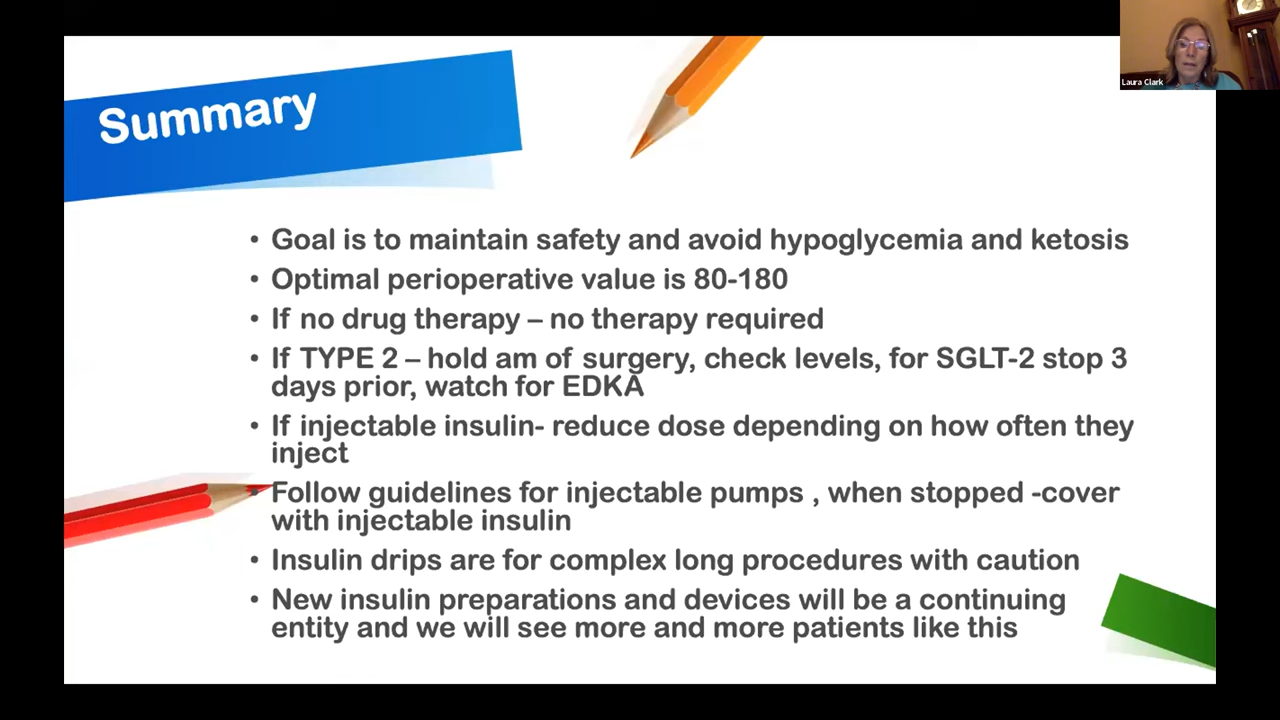 Laura Clark
Summary
• Goal is to maintain safety and avoid hypoglycemia and ketosis
• Optimal perioperative value is 80-180
• If no drug therapy – no therapy required
• If TYPE 2 – hold am of surgery, check levels, for SGLT-2 stop 3
days prior, watch for EDKA
• If injectable insulin- reduce dose depending on how often they
inject
• Follow guidelines for injectable pumps , when stopped -cover
with injectable insulin
• Insulin drips are for complex long procedures with caution
• New insulin preparations and devices will be a continuing
entity and we will see more and more patients like this